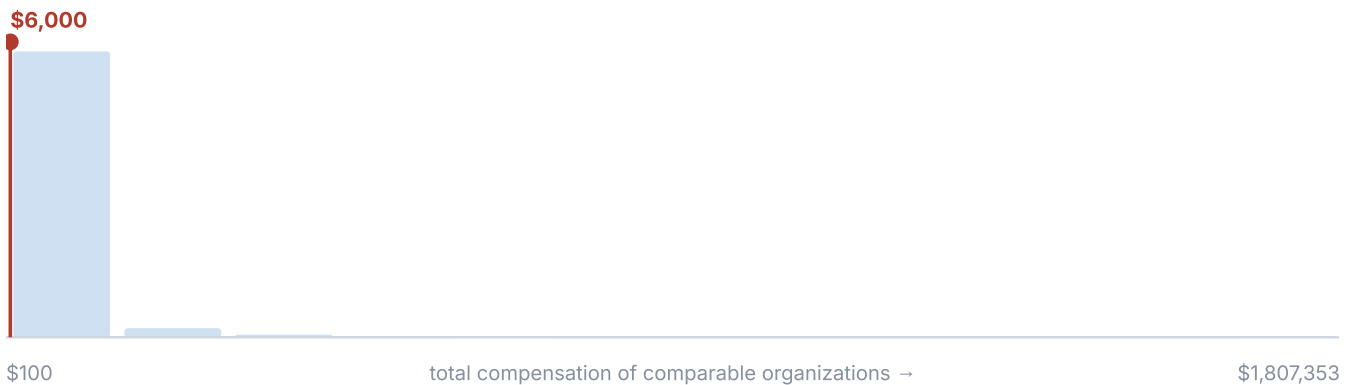 $6,000
$100 total compensation of comparable organizations → $1,807,353